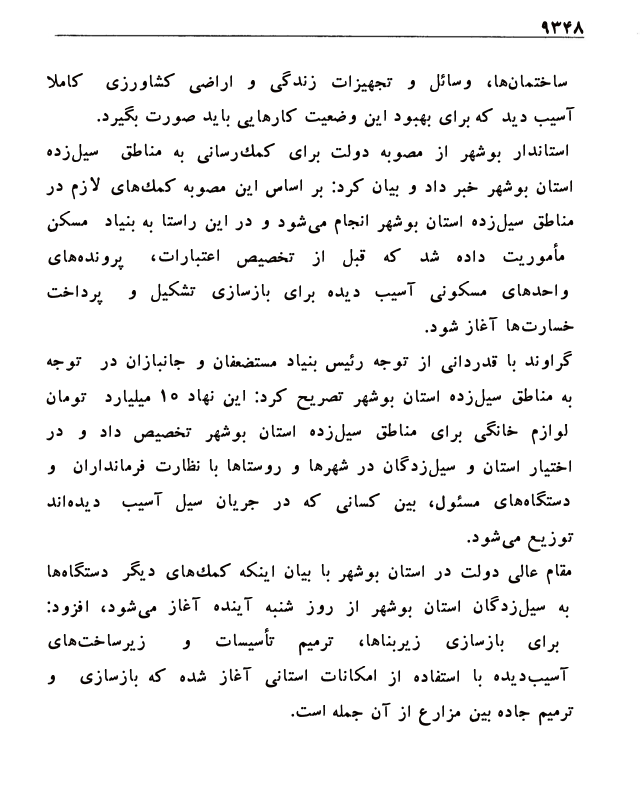 ۹۳۴۸
ساختمان‌ها، وسائل و تجهیزات زندگی و اراضی کشاورزی کاملا
آسیب دید که برای بهبود این وضعیت کارهایی باید صورت بگیرد.
استاندار بوشهر از مصوبه دولت برای کمك‌رسانی به مناطق سیل‌زده
استان بوشهر خبر داد و بیان کرد: بر اساس این مصوبه کمك‌های لازم در
مناطق سیل‌زده استان بوشهر انجام می‌شود و در این راستا به بنیاد مسکن
مأموریت داده شد که قبل از تخصیص اعتبارات، پرونده‌های
واحدهای مسکونی آسیب دیده برای بازسازی تشکیل و پرداخت
خسارت‌ها آغاز شود.
گراوند با قدردانی از توجه رئیس بنیاد مستضعفان و جانبازان در توجه
به مناطق سیل‌زده استان بوشهر تصریح کرد: این نهاد ۱۰ میلیارد تومان
لوازم خانگی برای مناطق سیل‌زده استان بوشهر تخصیص داد و در
اختیار استان و سیل‌زدگان در شهرها و روستاها با نظارت فرمانداران و
دستگاه‌های مسئول، بین کسانی که در جریان سیل آسیب دیده‌اند
توزیع می‌شود.
مقام عالی دولت در استان بوشهر با بیان اینکه کمك‌های دیگر دستگاه‌ها
به سیل‌زدگان استان بوشهر از روز شنبه آینده آغاز می‌شود، افزود:
برای بازسازی زیربناها، ترمیم تأسیسات و زیرساخت‌های
آسیب‌دیده با استفاده از امکانات استانی آغاز شده که بازسازی و
ترمیم جاده بین مزارع از آن جمله است.